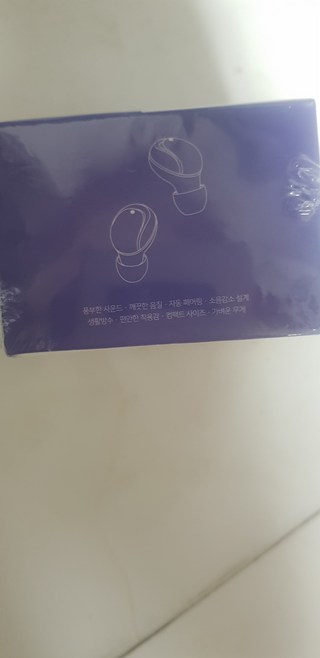 풍부한 사운드 · 깨끗한 음질 · 자동 페어링 · 소음감소 설계
생활방수 · 편안한 착용감 · 컴팩트 사이즈 · 가벼운 무게